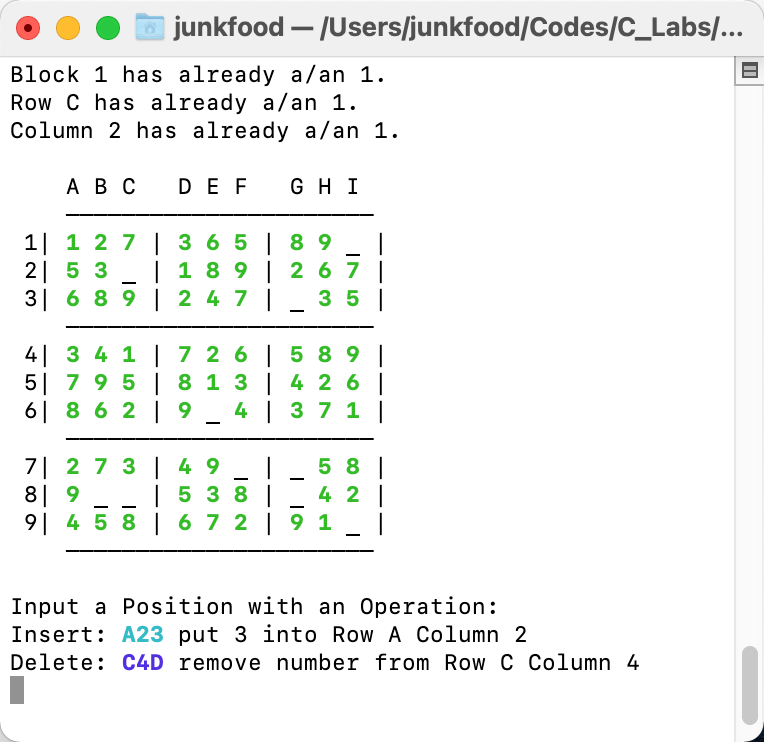 junkfood — /Users/junkfood/Codes/C_Labs/...
Block 1 has already a/an 1.
Row C has already a/an 1.
Column 2 has already a/an 1.
A B C D E F G H I
1| 1 2 7 | 3 6 5 | 8 9 _ |
2| 5 3 _ | 1 8 9 | 2 6 7 |
3| 6 8 9 | 2 4 7 | _ 3 5 |
4| 3 4 1 | 7 2 6 | 5 8 9 |
5| 7 9 5 | 8 1 3 | 4 2 6 |
6| 8 6 2 | 9 _ 4 | 3 7 1 |
7| 2 7 3 | 4 9 _ | _ 5 8 |
8| 9 _ _ | 5 3 8 | _ 4 2 |
9| 4 5 8 | 6 7 2 | 9 1 _ |
Input a Position with an Operation:
Insert: A23 put 3 into Row A Column 2
Delete: C4D remove number from Row C Column 4